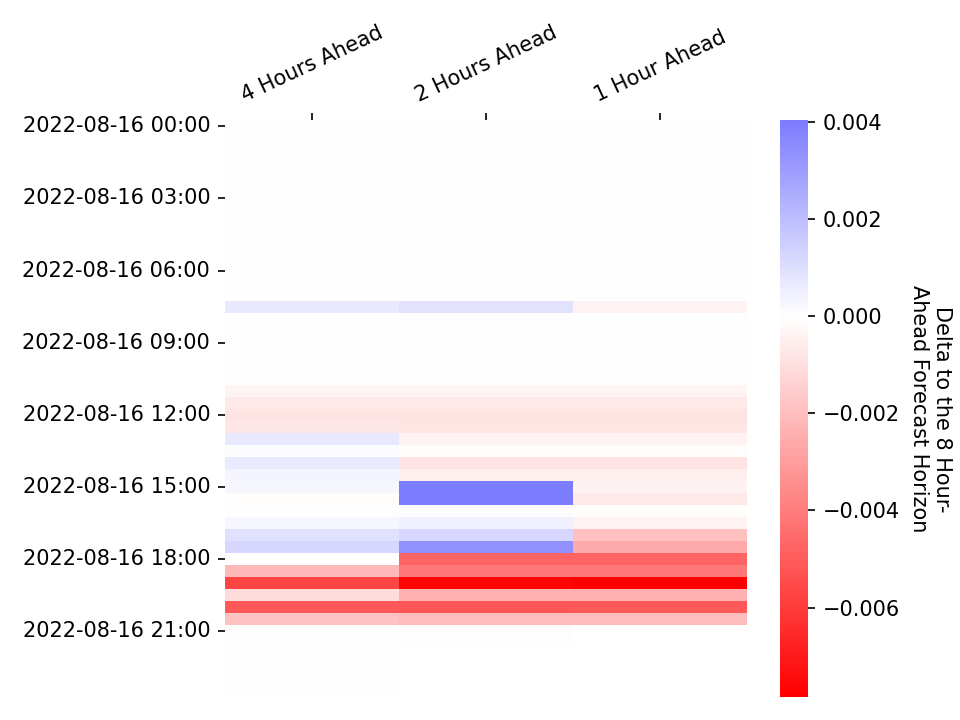 4 Hours Ahead
2 Hours Ahead
1 Hour Ahead
2022-08-16 00:00
2022-08-16 03:00
2022-08-16 06:00
2022-08-16 09:00
2022-08-16 12:00
2022-08-16 15:00
2022-08-16 18:00
2022-08-16 21:00
0.004
0.002
0.000
−0.002
−0.004
−0.006
Delta to the 8 Hour-
Ahead Forecast Horizon